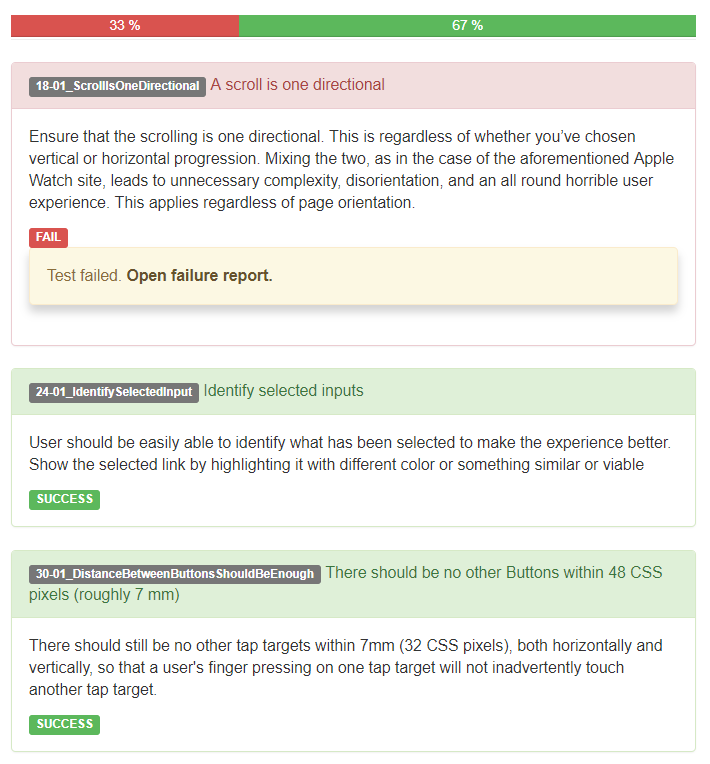 33 % 67 %
18-01_ScrollIsOneDirectional A scroll is one directional
Ensure that the scrolling is one directional. This is regardless of whether you’ve chosen
vertical or horizontal progression. Mixing the two, as in the case of the aforementioned Apple
Watch site, leads to unnecessary complexity, disorientation, and an all round horrible user
experience. This applies regardless of page orientation.
FAIL
Test failed. Open failure report.
24-01_IdentifySelectedInput Identify selected inputs
User should be easily able to identify what has been selected to make the experience better.
Show the selected link by highlighting it with different color or something similar or viable
SUCCESS
30-01_DistanceBetweenButtonsShouldBeEnough There should be no other Buttons within 48 CSS
pixels (roughly 7 mm)
There should still be no other tap targets within 7mm (32 CSS pixels), both horizontally and
vertically, so that a user's finger pressing on one tap target will not inadvertently touch
another tap target.
SUCCESS